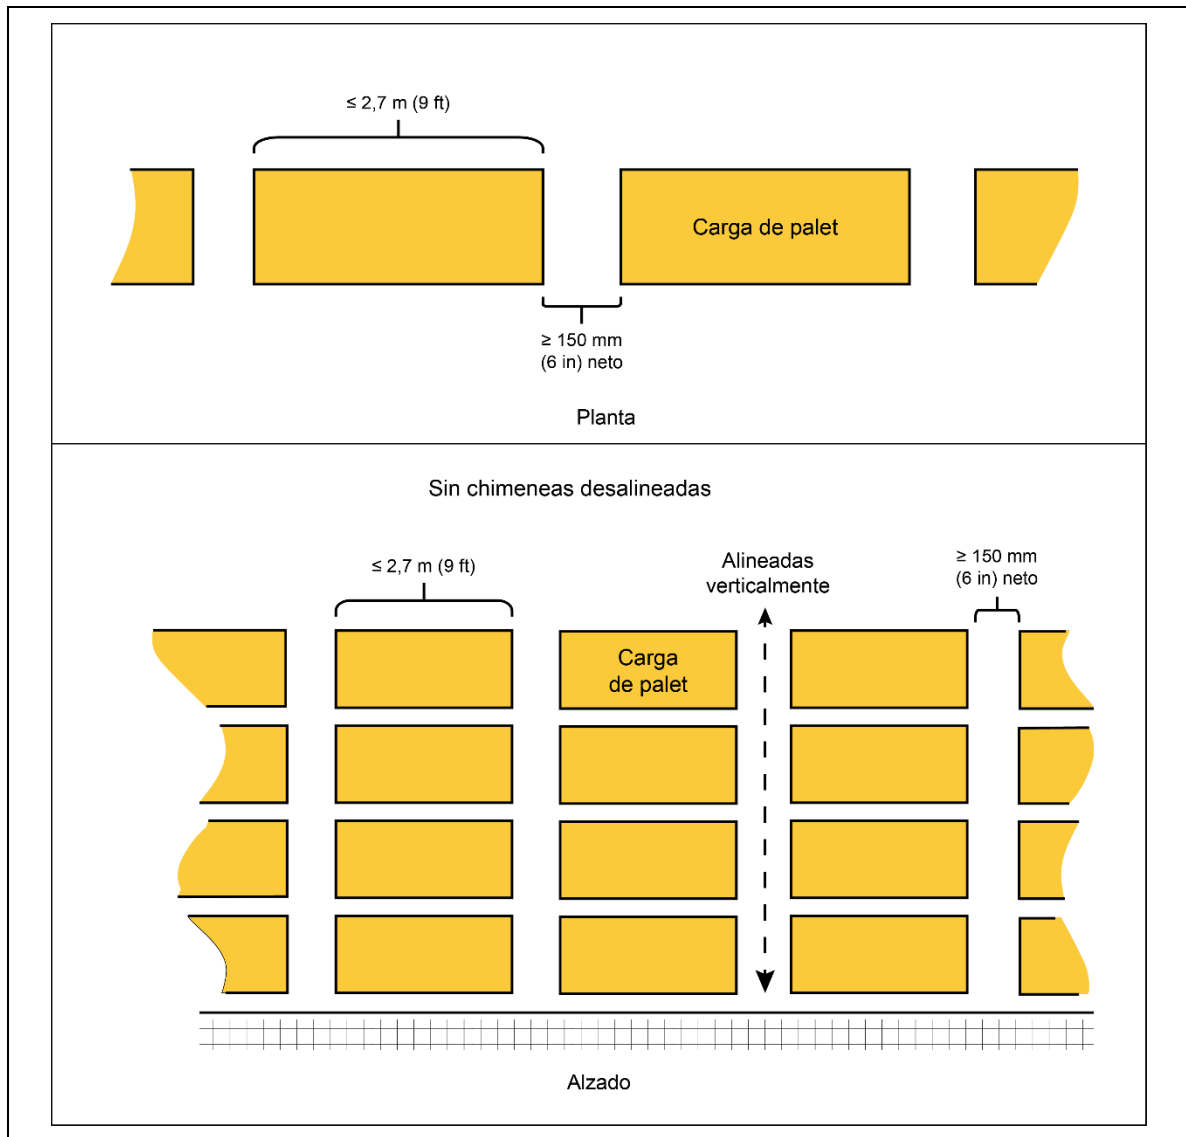 ≤ 2,7 m (9 ft)
Carga de palet
≥ 150 mm
(6 in) neto
Planta
Sin chimeneas desalineadas
≤ 2,7 m (9 ft)
Alineadas
verticalmente
≥ 150 mm
(6 in) neto
Carga
de palet
Alzado